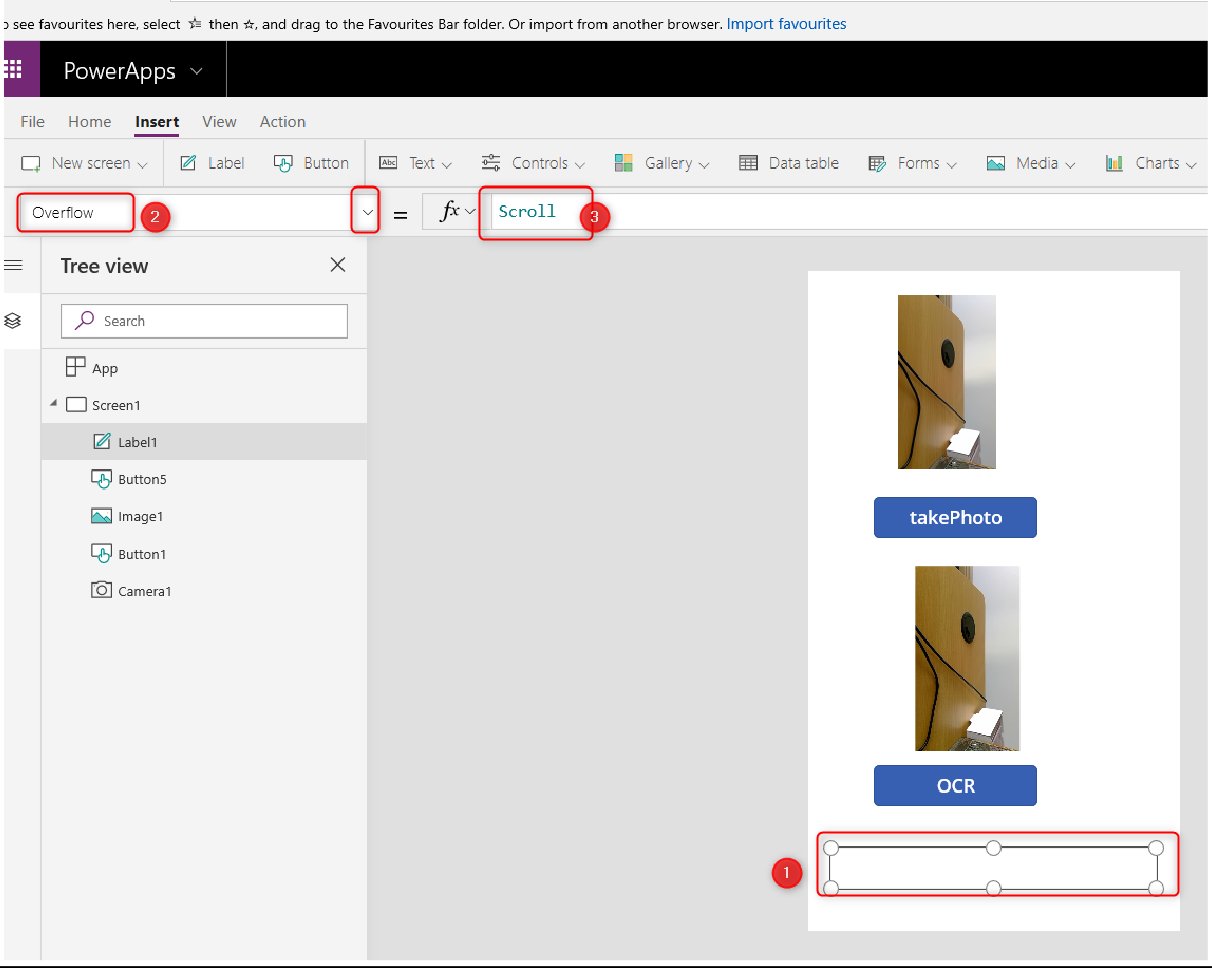 o see favourites here, select then , and drag to the Favourites Bar folder. Or import from another browser. Import favourites
PowerApps
File Home Insert View Action
New screen Label Button Abc Text Controls Gallery Data table Forms Media Charts
Overflow 2 = fx Scroll 3
Tree view
Search
App
Screen1
Label1
Button5
Image1
Button1
Camera1
takePhoto
OCR
1